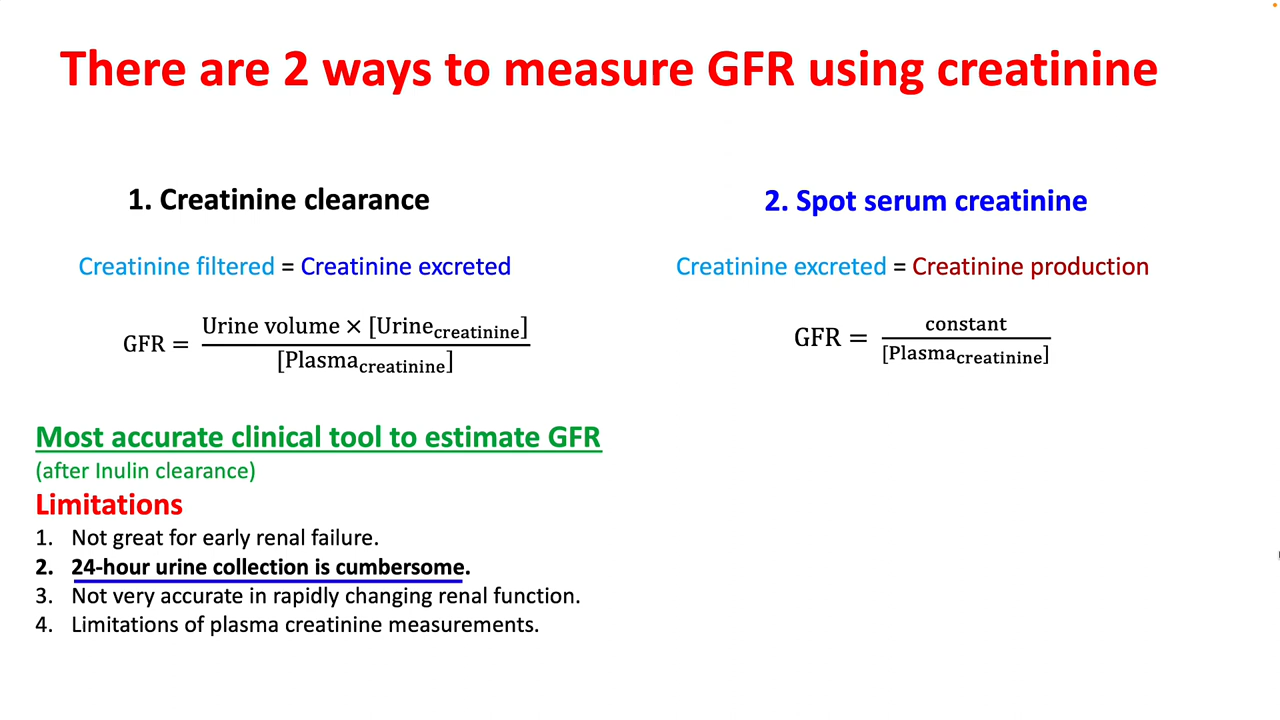 There are 2 ways to measure GFR using creatinine
1. Creatinine clearance
Creatinine filtered = Creatinine excreted
GFR = Urine volume × [Urine_creatinine] / [Plasma_creatinine]
Most accurate clinical tool to estimate GFR
(after Inulin clearance)
Limitations
1. Not great for early renal failure.
2. 24-hour urine collection is cumbersome.
3. Not very accurate in rapidly changing renal function.
4. Limitations of plasma creatinine measurements.
2. Spot serum creatinine
Creatinine excreted = Creatinine production
GFR = constant / [Plasma_creatinine]